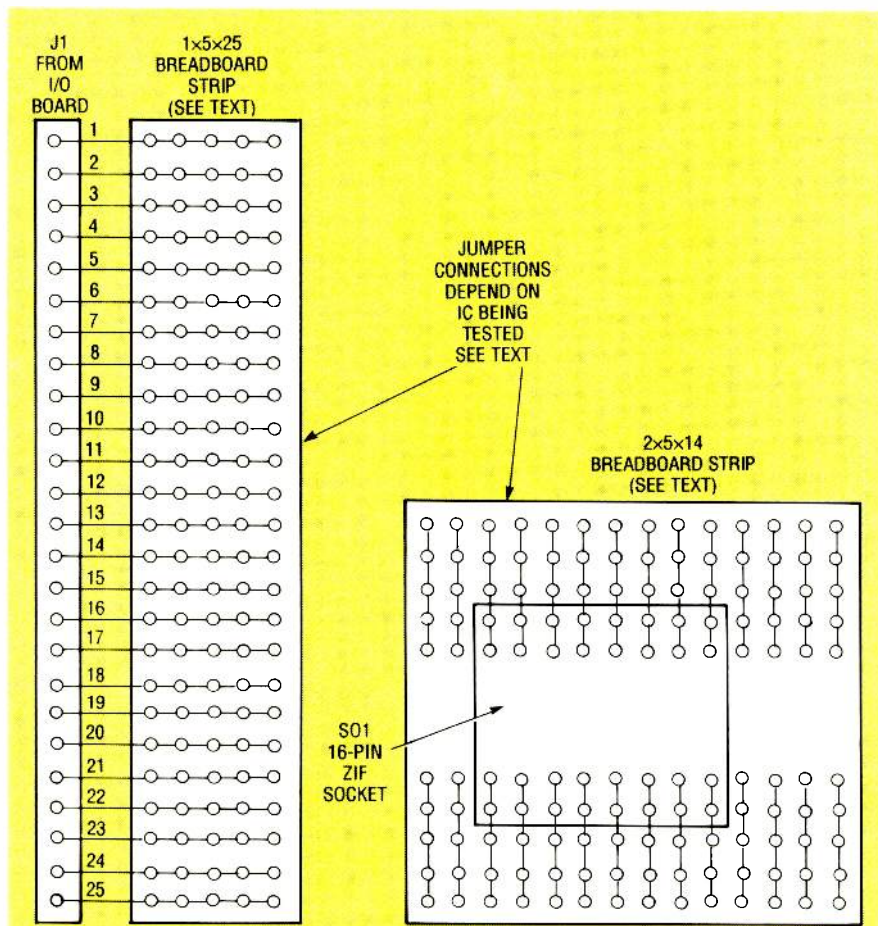 J1
FROM
I/O
BOARD
1×5×25
BREADBOARD
STRIP
(SEE TEXT)
1
2
3
4
5
6
7
8
9
10
11
12
13
14
15
16
17
18
19
20
21
22
23
24
25
JUMPER
CONNECTIONS
DEPEND ON
IC BEING
TESTED
SEE TEXT
2×5×14
BREADBOARD STRIP
(SEE TEXT)
SO1
16-PIN
ZIF
SOCKET